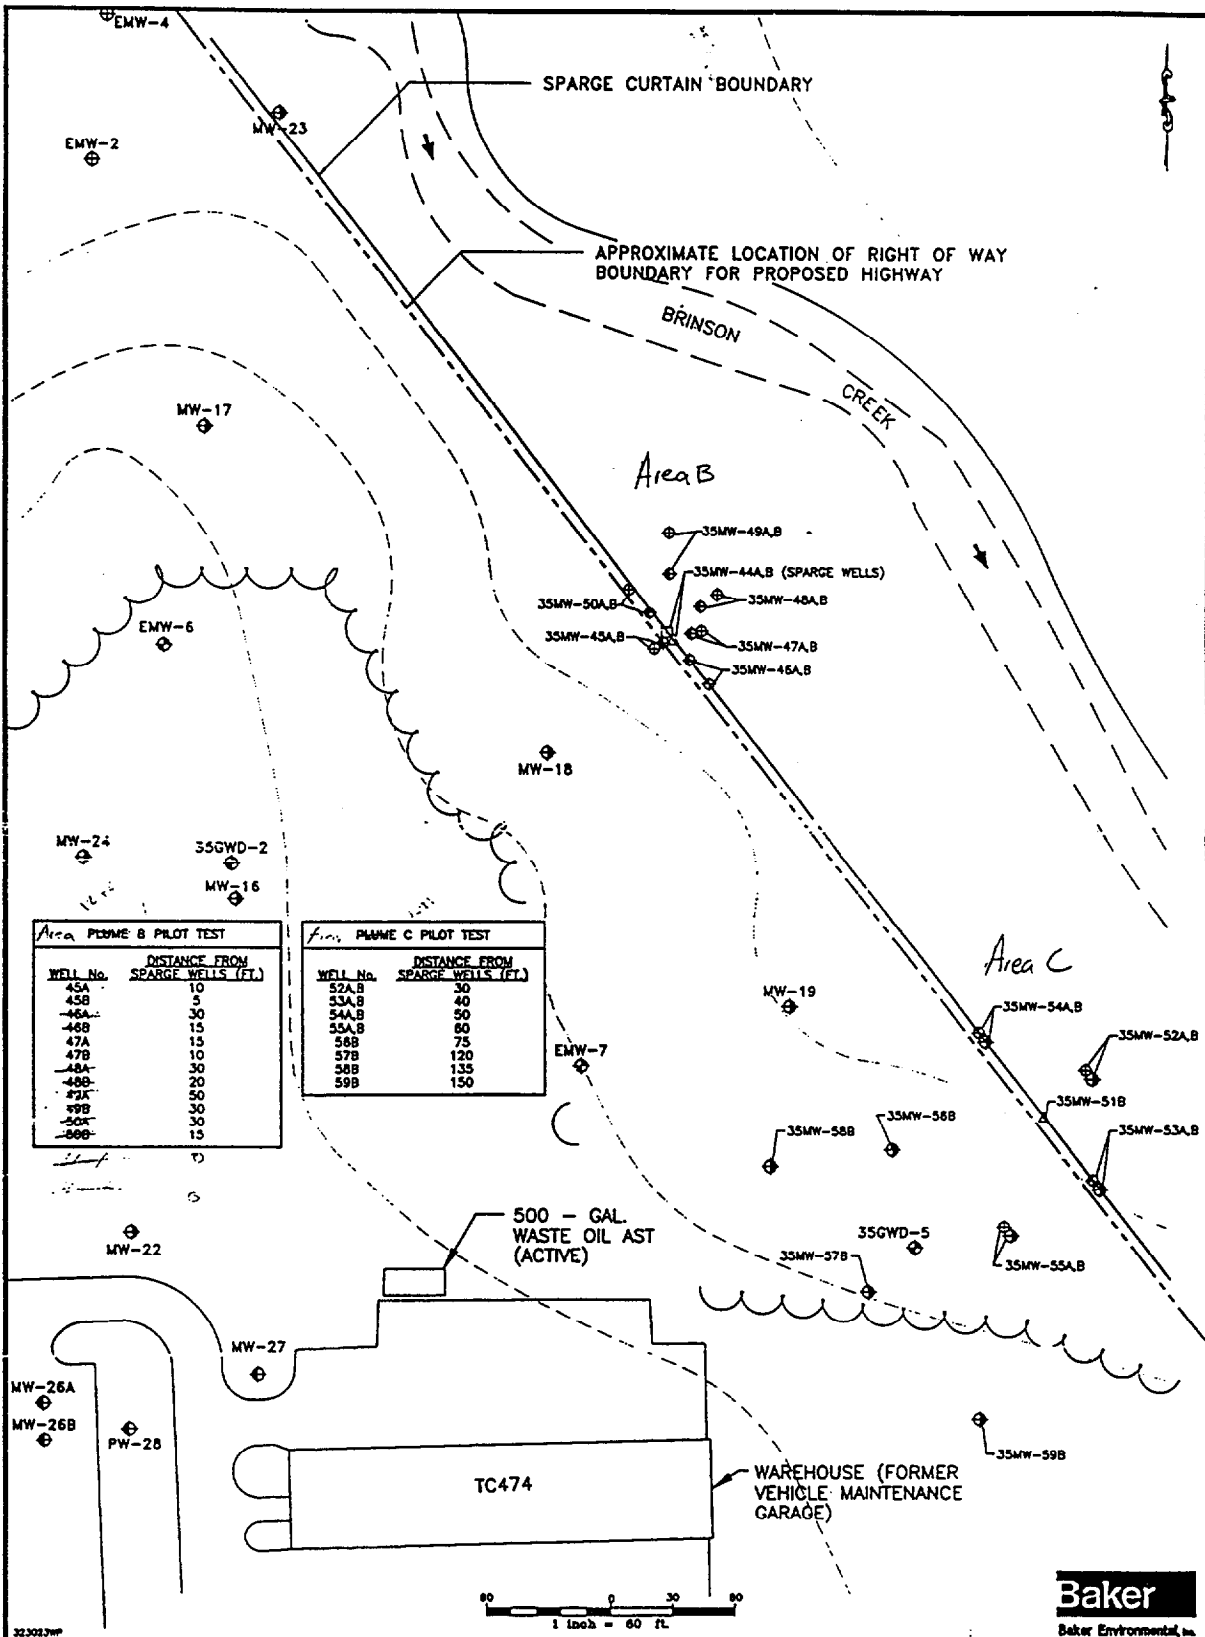 EMW-4
SPARGE CURTAIN BOUNDARY
MW-23
EMW-2
APPROXIMATE LOCATION OF RIGHT OF WAY
BOUNDARY FOR PROPOSED HIGHWAY
BRINSON
CREEK
MW-17
Area B
35MW-49A,B
35MW-44A,B (SPARGE WELLS)
35MW-48A,B
35MW-50A,B
35MW-45A,B
35MW-47A,B
35MW-46A,B
EMW-6
MW-18
MW-24
35GWD-2
MW-16
Area PLUME B PILOT TEST
WELL No. DISTANCE FROM
SPARGE WELLS (FT.)
45A 10
45B 5
46A 30
46B 15
47A 15
47B 10
48A 30
48B 20
49A 50
49B 30
50A 30
50B 15
PLUME C PILOT TEST
WELL No. DISTANCE FROM
SPARGE WELLS (FT.)
52A,B 30
53A,B 40
54A,B 50
55A,B 60
56B 75
57B 120
58B 135
59B 150
Area C
MW-19
35MW-54A,B
35MW-52A,B
EMW-7
35MW-51B
35MW-56B
35MW-58B
35MW-53A,B
500 - GAL.
WASTE OIL AST
(ACTIVE)
MW-22
35GWD-5
35MW-57B
35MW-55A,B
MW-27
MW-26A
MW-26B
PW-28
35MW-59B
TC474
WAREHOUSE (FORMER
VEHICLE MAINTENANCE
GARAGE)
60 0 30 60
1 inch = 60 ft.
Baker
Baker Environmental, Inc.
323023WP